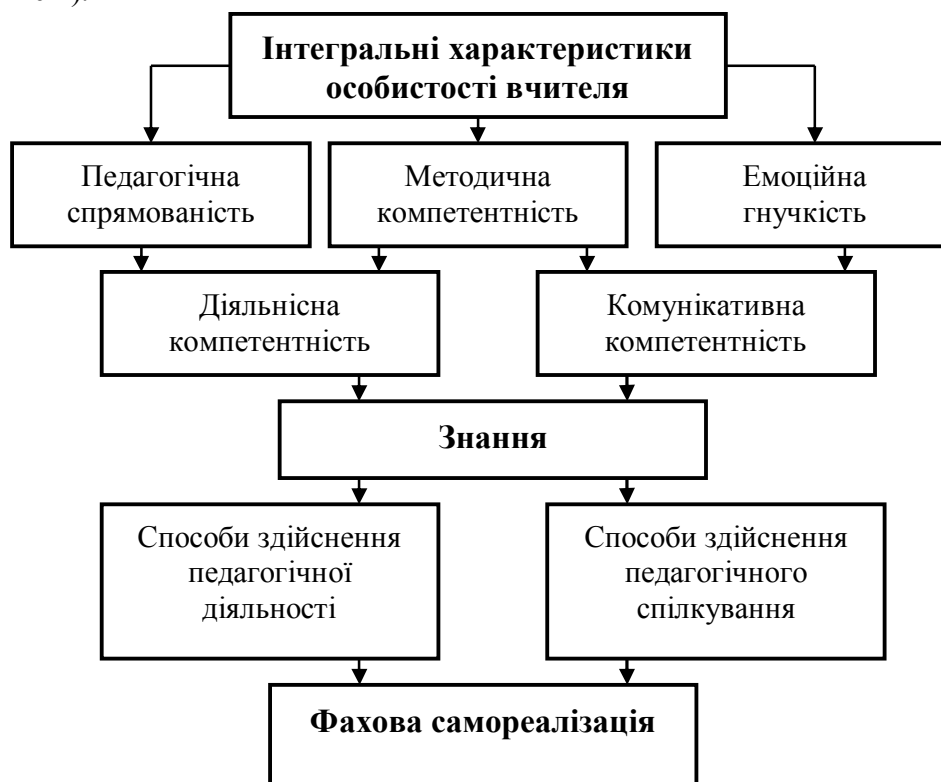 Інтегральні характеристики
особистості вчителя
Педагогічна
спрямованість
Методична
компетентність
Емоційна
гнучкість
Діяльнісна
компетентність
Комунікативна
компетентність
Знання
Способи здійснення
педагогічної
діяльності
Способи здійснення
педагогічного
спілкування
Фахова самореалізація